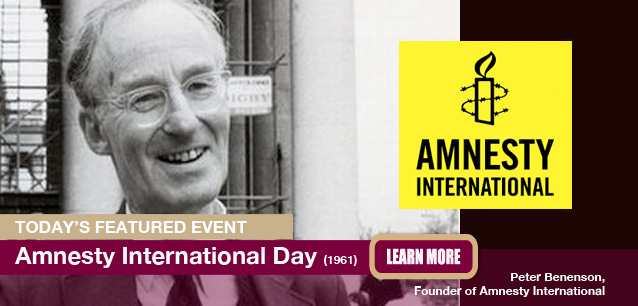 AMNESTY
INTERNATIONAL
TODAY'S FEATURED EVENT
Amnesty International Day (1961)
LEARN MORE
Peter Benenson,
Founder of Amnesty International